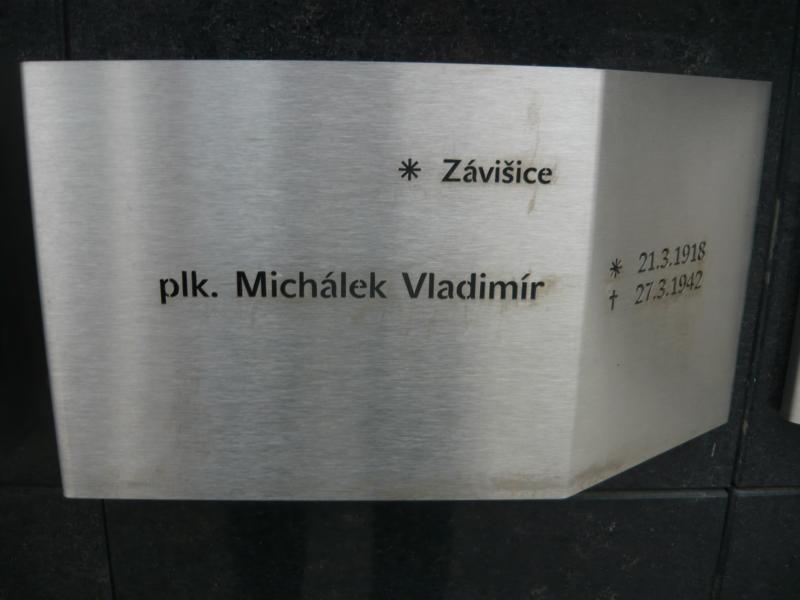 * Závišice
plk. Michálek Vladimír
* 21.3.1918
† 27.3.1942